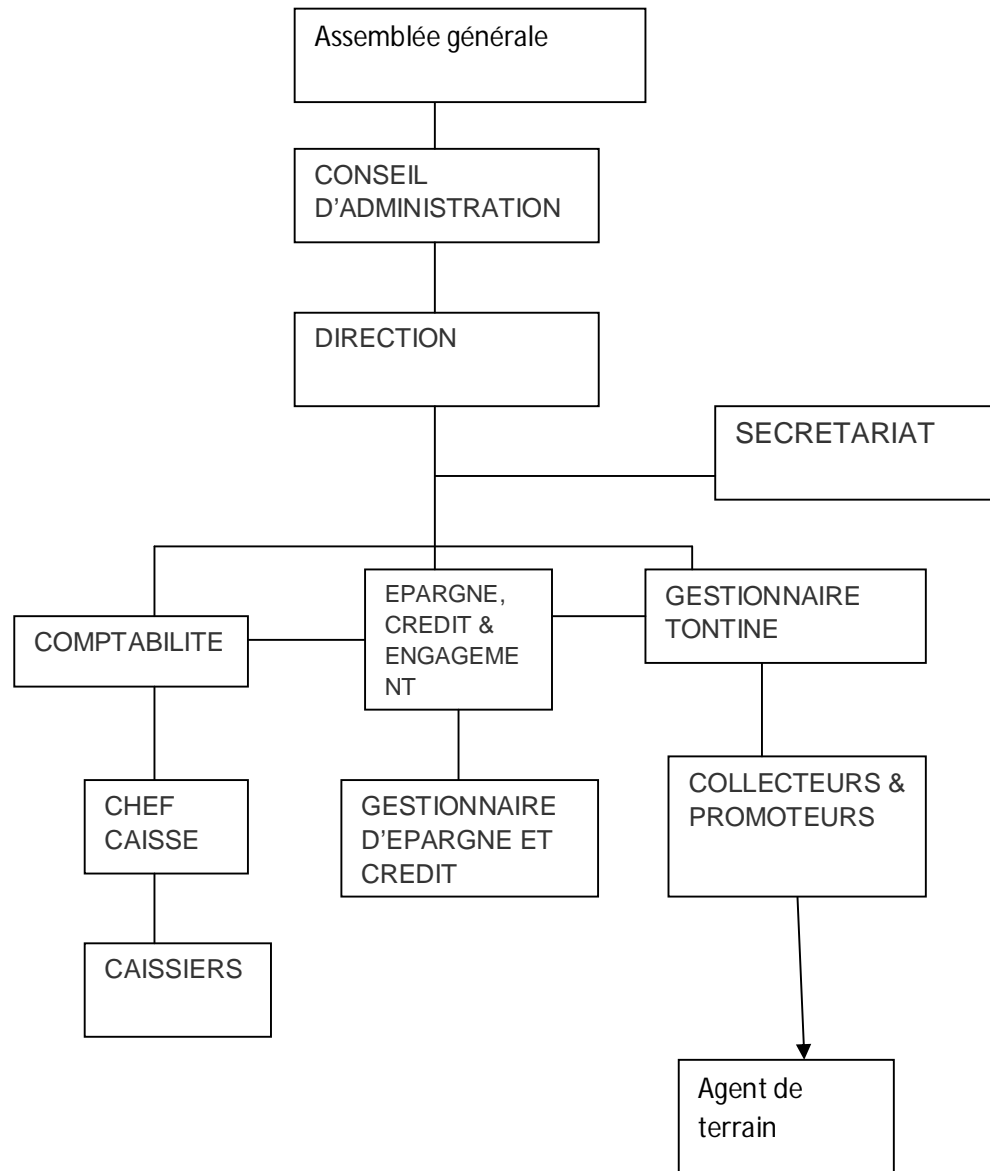 Assemblée générale
CONSEIL
D'ADMINISTRATION
DIRECTION
SECRETARIAT
COMPTABILITE
EPARGNE,
CREDIT &
ENGAGEME
NT
GESTIONNAIRE
TONTINE
CHEF
CAISSE
GESTIONNAIRE
D'EPARGNE ET
CREDIT
COLLECTEURS &
PROMOTEURS
CAISSIERS
Agent de
terrain